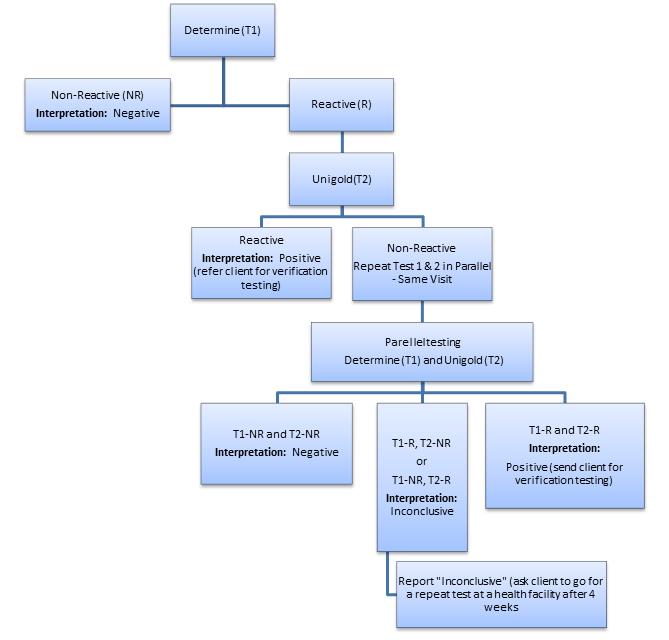 Determine (T1)
Non-Reactive (NR)
Interpretation: Negative
Reactive (R)
Unigold(T2)
Reactive
Interpretation: Positive
(refer client for verification
testing)
Non-Reactive
Repeat Test 1 & 2 in Parallel
- Same Visit
Parellel testing
Determine (T1) and Unigold (T2)
T1-NR and T2-NR
Interpretation: Negative
T1-R, T2-NR
or
T1-NR, T2-R
Interpretation:
Inconclusive
T1-R and T2-R
Interpretation:
Positive (send client for
verification testing)
Report "Inconclusive" (ask client to go for
a repeat test at a health facility after 4
weeks